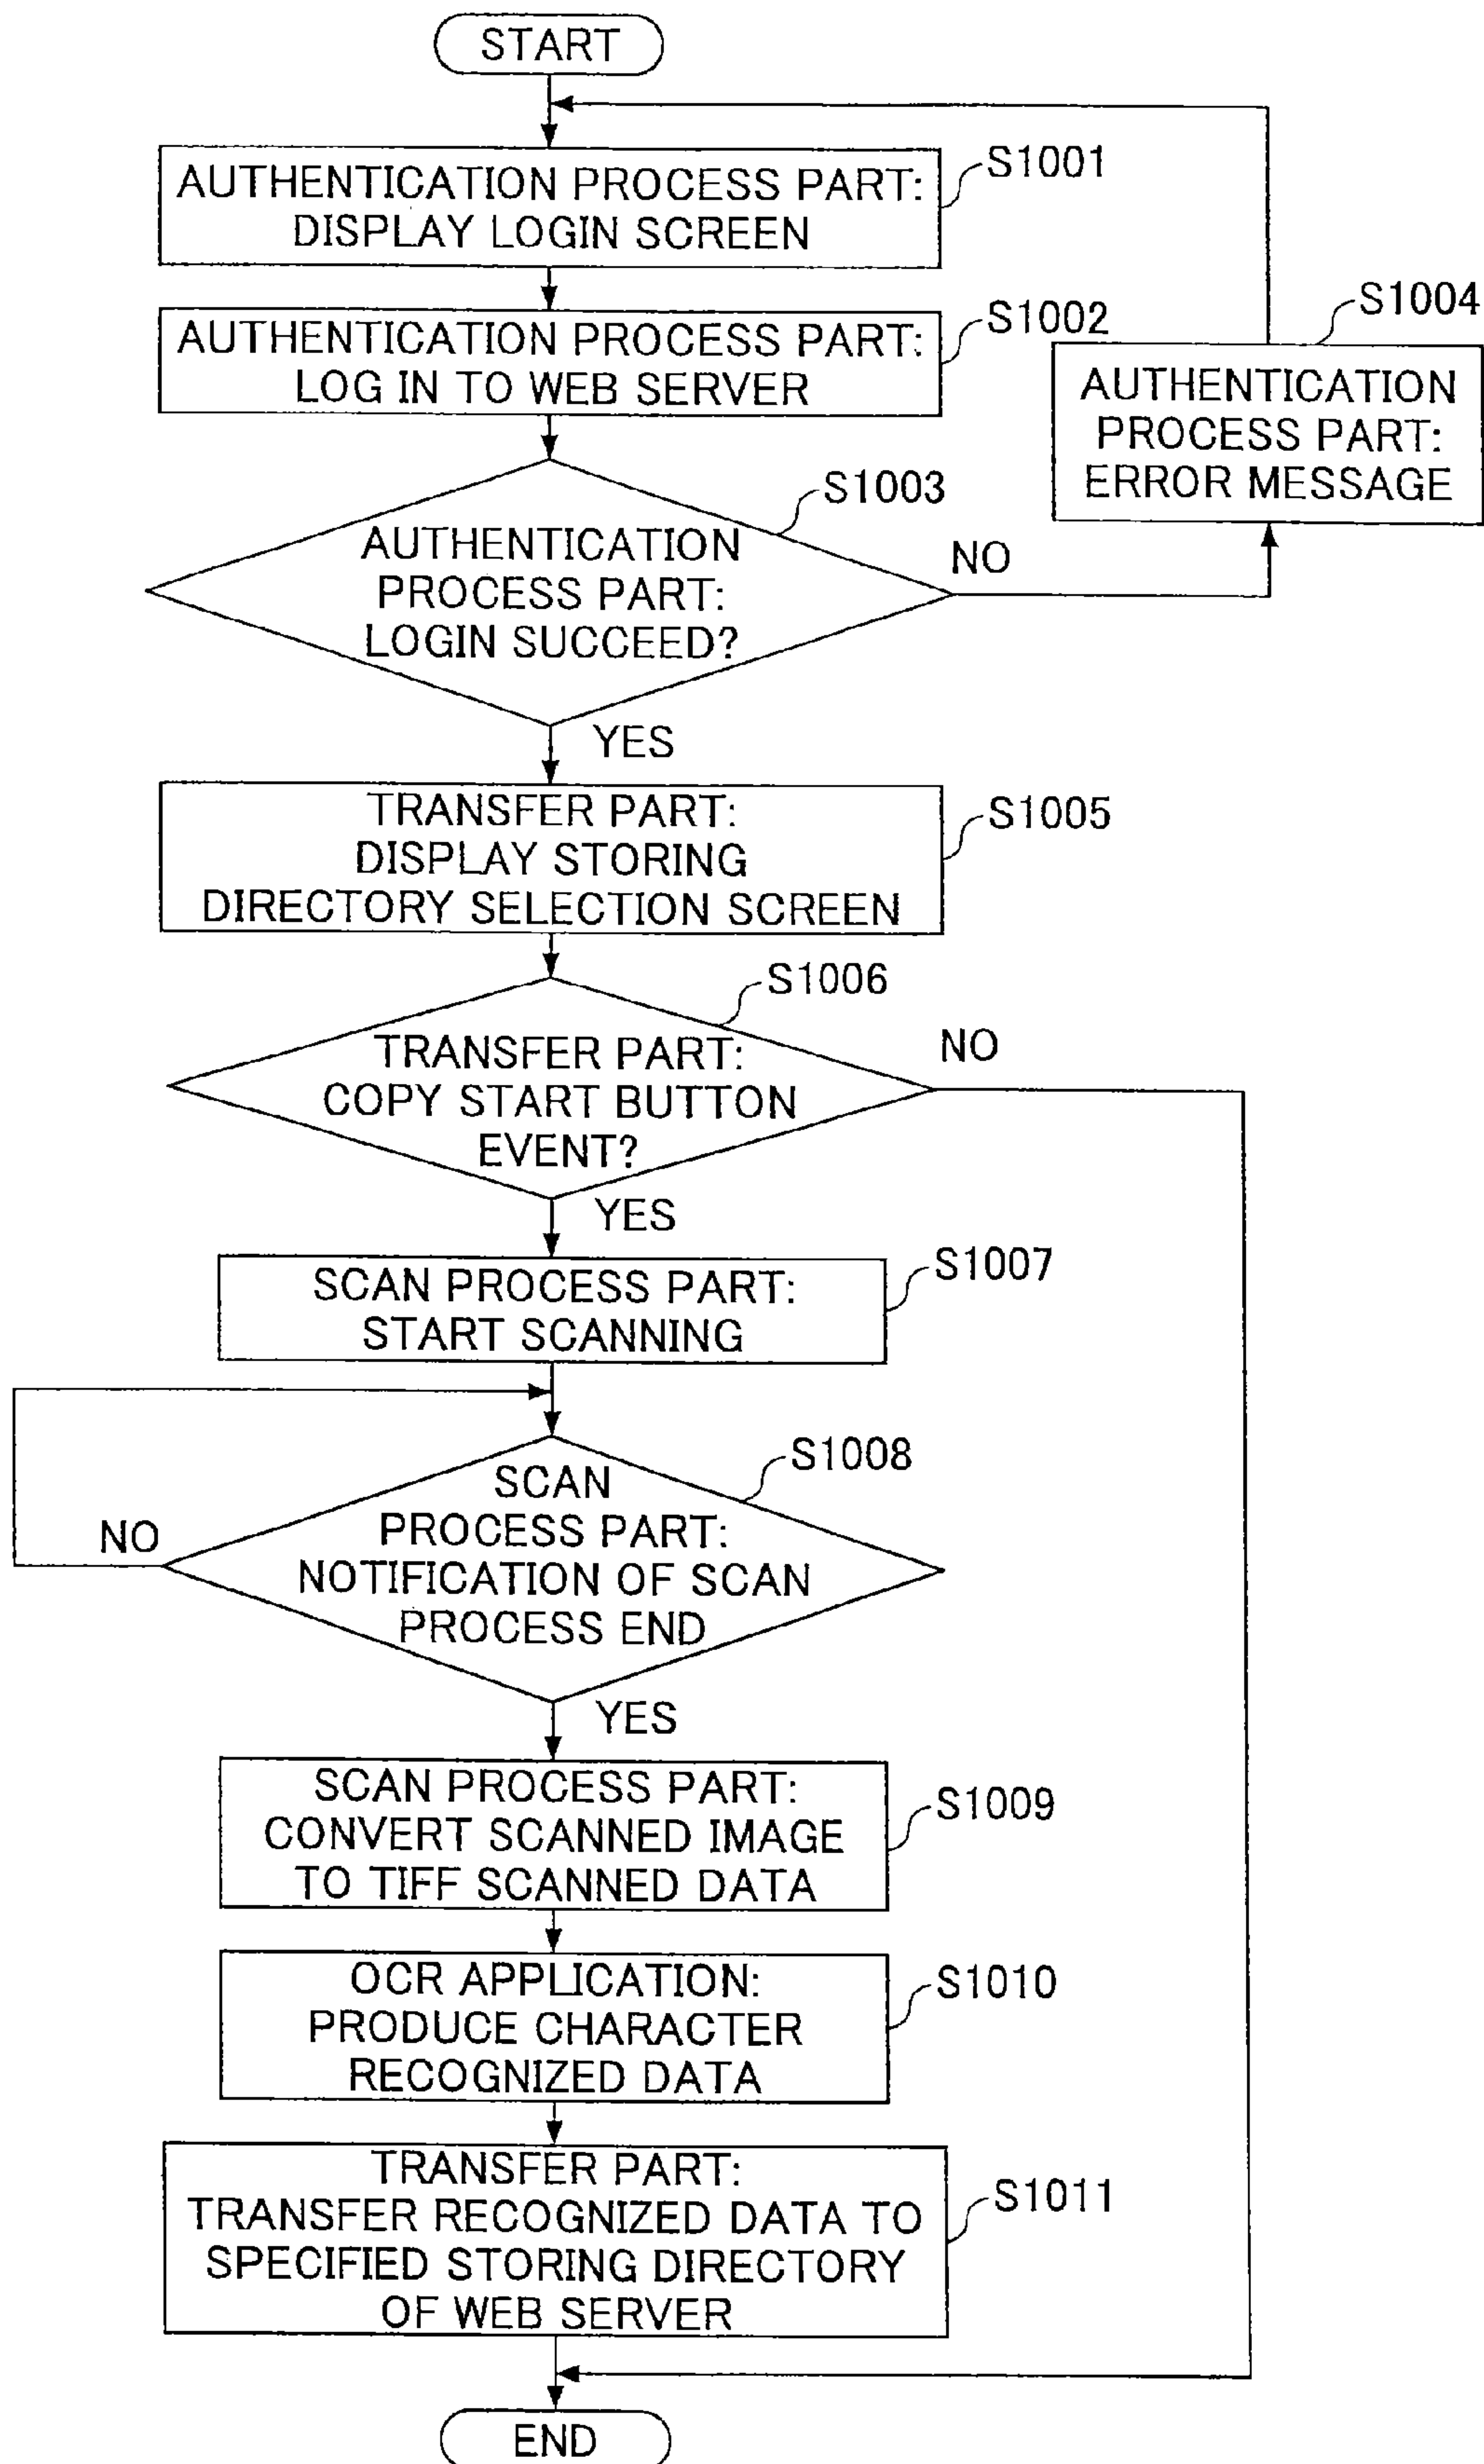 START
AUTHENTICATION PROCESS PART:
DISPLAY LOGIN SCREEN
S1001
AUTHENTICATION PROCESS PART:
LOG IN TO WEB SERVER
S1002
AUTHENTICATION
PROCESS PART:
LOGIN SUCCEED?
S1003
NO
YES
S1004
AUTHENTICATION
PROCESS PART:
ERROR MESSAGE
TRANSFER PART:
DISPLAY STORING
DIRECTORY SELECTION SCREEN
S1005
TRANSFER PART:
COPY START BUTTON
EVENT?
S1006
NO
YES
SCAN PROCESS PART:
START SCANNING
S1007
SCAN
PROCESS PART:
NOTIFICATION OF SCAN
PROCESS END
S1008
NO
YES
SCAN PROCESS PART:
CONVERT SCANNED IMAGE
TO TIFF SCANNED DATA
S1009
OCR APPLICATION:
PRODUCE CHARACTER
RECOGNIZED DATA
S1010
TRANSFER PART:
TRANSFER RECOGNIZED DATA TO
SPECIFIED STORING DIRECTORY
OF WEB SERVER
S1011
END